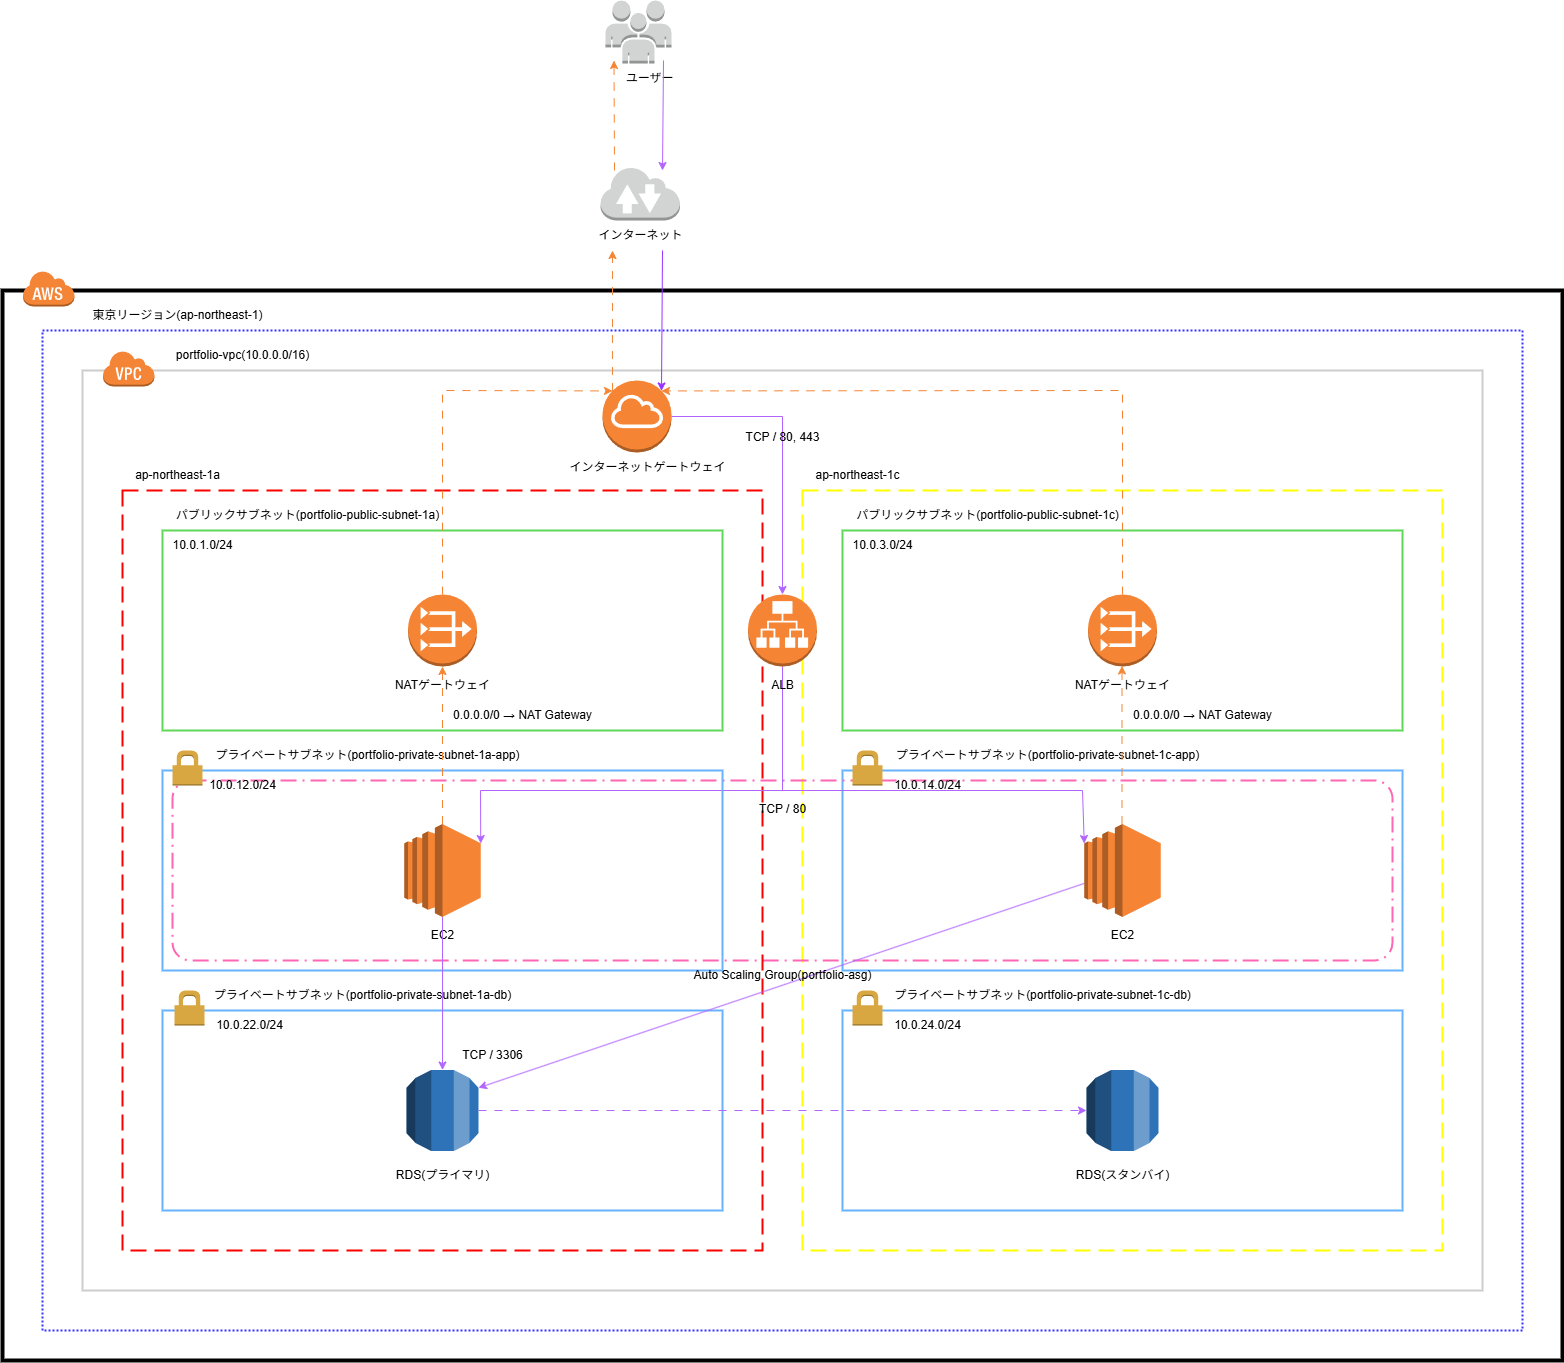 ユーザー
インターネット
AWS
東京リージョン(ap-northeast-1)
portfolio-vpc(10.0.0.0/16)
VPC
TCP / 80, 443
インターネットゲートウェイ
ap-northeast-1a
ap-northeast-1c
パブリックサブネット(portfolio-public-subnet-1a)
パブリックサブネット(portfolio-public-subnet-1c)
10.0.1.0/24
10.0.3.0/24
NATゲートウェイ
ALB
NATゲートウェイ
0.0.0.0/0 → NAT Gateway
0.0.0.0/0 → NAT Gateway
プライベートサブネット(portfolio-private-subnet-1a-app)
プライベートサブネット(portfolio-private-subnet-1c-app)
10.0.12.0/24
10.0.14.0/24
TCP / 80
EC2
EC2
Auto Scaling Group(portfolio-asg)
プライベートサブネット(portfolio-private-subnet-1a-db)
プライベートサブネット(portfolio-private-subnet-1c-db)
10.0.22.0/24
10.0.24.0/24
TCP / 3306
RDS(プライマリ)
RDS(スタンバイ)